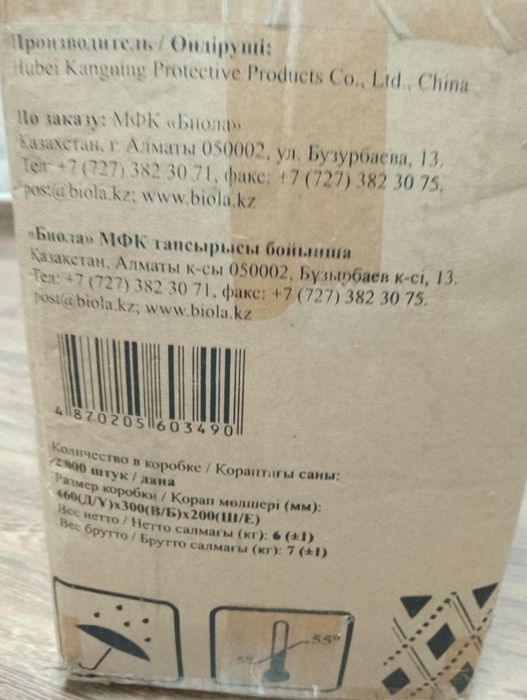 Производитель / Өндіруші:
Hubei Kangning Protective Products Co., Ltd., China
По заказу: МФК «Биола»
Казахстан, г. Алматы 050002, ул. Бузурбаева, 13.
Тел: +7 (727) 382 30 71, факс: +7 (727) 382 30 75,
post@biola.kz; www.biola.kz
«Биола» МФК тапсырысы бойынша
Қазақстан, Алматы к-сы 050002, Бузырбаев к-сі, 13.
Тел: +7 (727) 382 30 71, факс: +7 (727) 382 30 75.
post@biola.kz; www.biola.kz
4 870205 603490
Количество в коробке / Қораптағы саны:
2 000 штук / дана
Размер коробки / Қорап мөлшері (мм):
460(Д/Ұ)х300(В/Б)х200(Ш/Е)
Вес нетто / Нетто салмағы (кг): 6 (±1)
Вес брутто / Брутто салмағы (кг): 7 (±1)
55°
5°